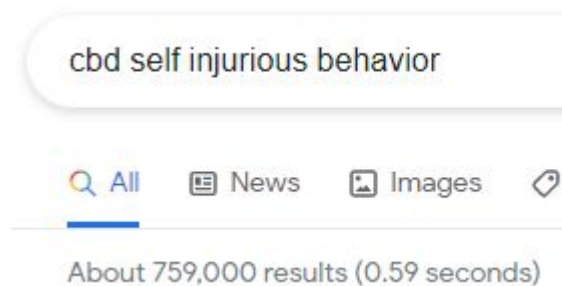 cbd self injurious behavior
All News Images
About 759,000 results (0.59 seconds)